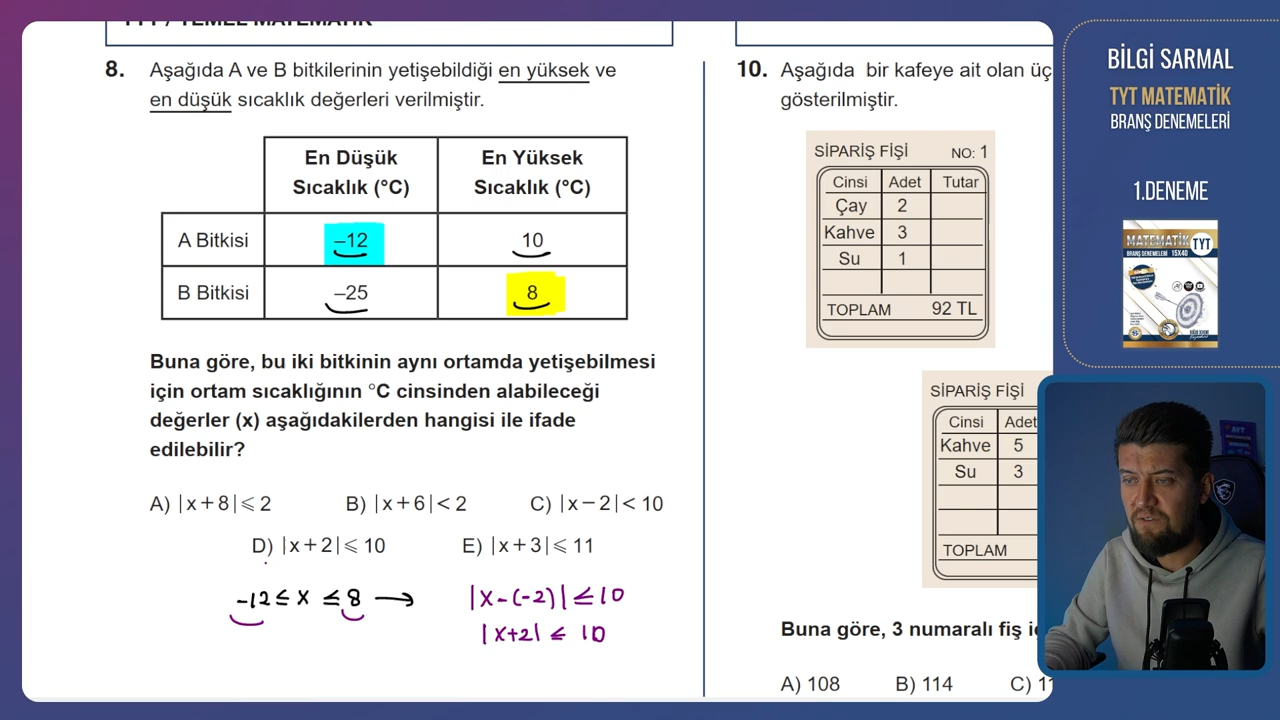 TYT / TEMEL MATEMATİK
8. Aşağıda A ve B bitkilerinin yetişebildiği en yüksek ve
en düşük sıcaklık değerleri verilmiştir.
En Düşük
Sıcaklık (°C)
En Yüksek
Sıcaklık (°C)
A Bitkisi –12 10
B Bitkisi –25 8
Buna göre, bu iki bitkinin aynı ortamda yetişebilmesi
için ortam sıcaklığının °C cinsinden alabileceği
değerler (x) aşağıdakilerden hangisi ile ifade
edilebilir?
A) |x+8|⩽2 B) |x+6|<2 C) |x−2|<10
D) |x+2|⩽10 E) |x+3|⩽11
-12 ≤ x ≤ 8 →
|x-(-2)| ≤ 10
|x+2| ≤ 10
10. Aşağıda bir kafeye ait olan üç
gösterilmiştir.
SİPARİŞ FİŞİ NO: 1
Cinsi Adet Tutar
Çay 2
Kahve 3
Su 1
TOPLAM 92 TL
SİPARİŞ FİŞİ
Cinsi Adet
Kahve 5
Su 3
TOPLAM
Buna göre, 3 numaralı fiş
A) 108 B) 114 C)
BİLGİ SARMAL
TYT MATEMATİK
BRANŞ DENEMELERİ
1.DENEME
MATEMATİK TYT
BRANŞ DENEMELERİ 15X40